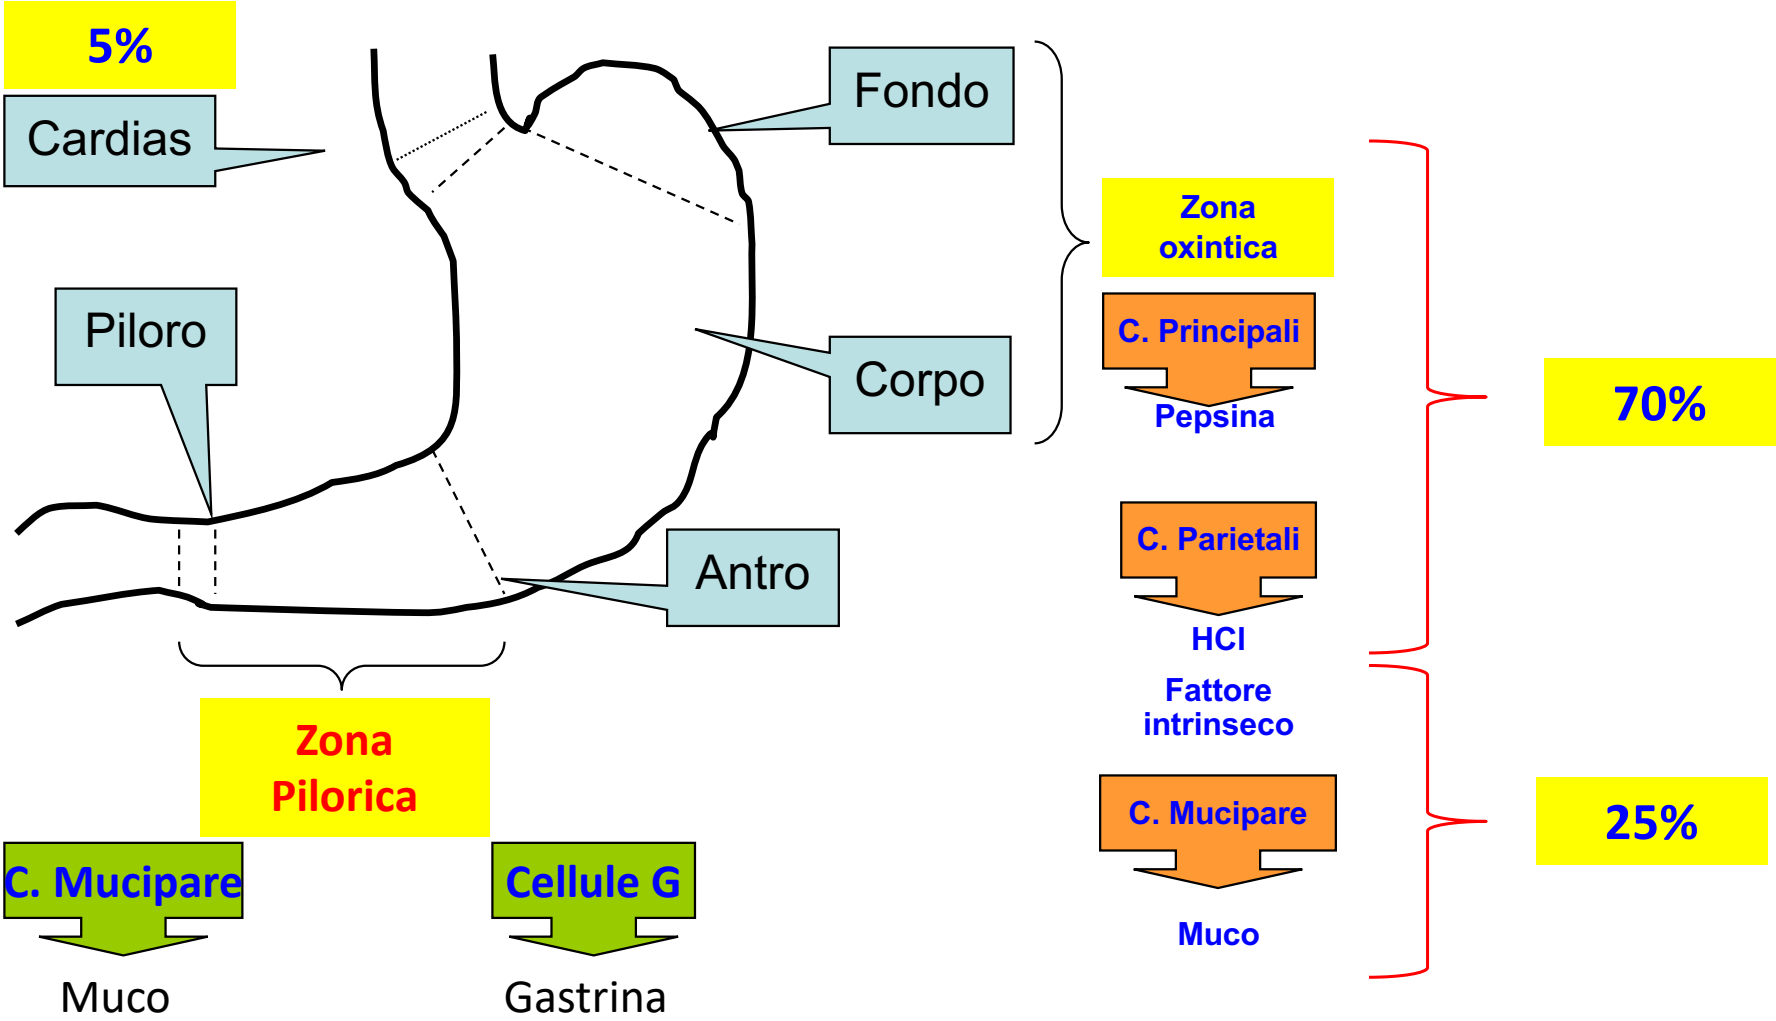 5%
Cardias
Fondo
Zona
oxintica
Piloro
C. Principali
Corpo
70%
Pepsina
C. Parietali
Antro
HCl
Fattore
intrinseco
Zona
Pilorica
C. Mucipare
25%
C. Mucipare
Cellule G
Muco
Muco
Gastrina